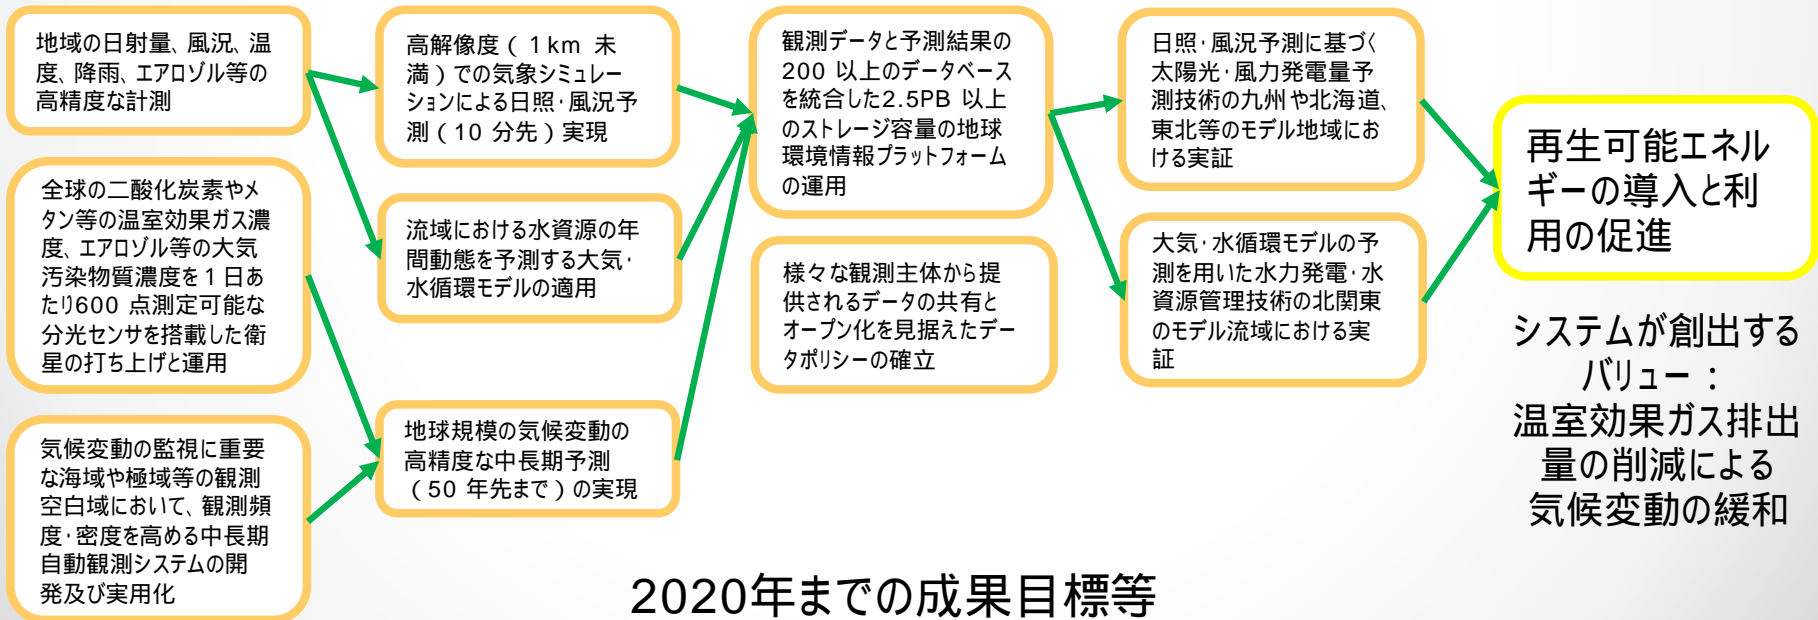 地域の日射量、風況、温
度、降雨、エアロゾル等の
高精度な計測
全球の二酸化炭素やメ
タン等の温室効果ガス濃
度、エアロゾル等の大気
汚染物質濃度を1日あ
たり600 点測定可能な
分光センサを搭載した衛
星の打ち上げと運用
気候変動の監視に重要
な海域や極域等の観測
空白域において、観測頻
度・密度を高める中長期
自動観測システムの開
発及び実用化
高解像度（1km 未
満）での気象シミュレー
ションによる日照・風況予
測（10 分先）実現
流域における水資源の年
間動態を予測する大気・
水循環モデルの適用
地球規模の気候変動の
高精度な中長期予測
（50 年先まで）の実現
観測データと予測結果の
200 以上のデータベース
を統合した2.5PB 以上
のストレージ容量の地球
環境情報プラットフォーム
の運用
様々な観測主体から提
供されるデータの共有と
オープン化を見据えたデー
タポリシーの確立
日照・風況予測に基づく
太陽光・風力発電量予
測技術の九州や北海道、
東北等のモデル地域にお
ける実証
大気・水循環モデルの予
測を用いた水力発電・水
資源管理技術の北関東
のモデル流域における実
証
再生可能エネル
ギーの導入と利
用の促進
システムが創出する
バリュー：
温室効果ガス排出
量の削減による
気候変動の緩和
2020年までの成果目標等